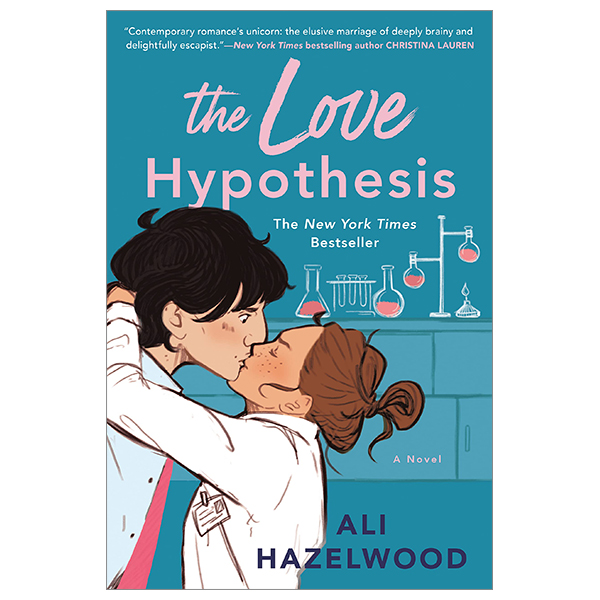 “Contemporary romance’s unicorn: the elusive marriage of deeply brainy and
delightfully escapist.”—New York Times bestselling author CHRISTINA LAUREN
the Love
Hypothesis
The New York Times
Bestseller
A Novel
ALI
HAZELWOOD